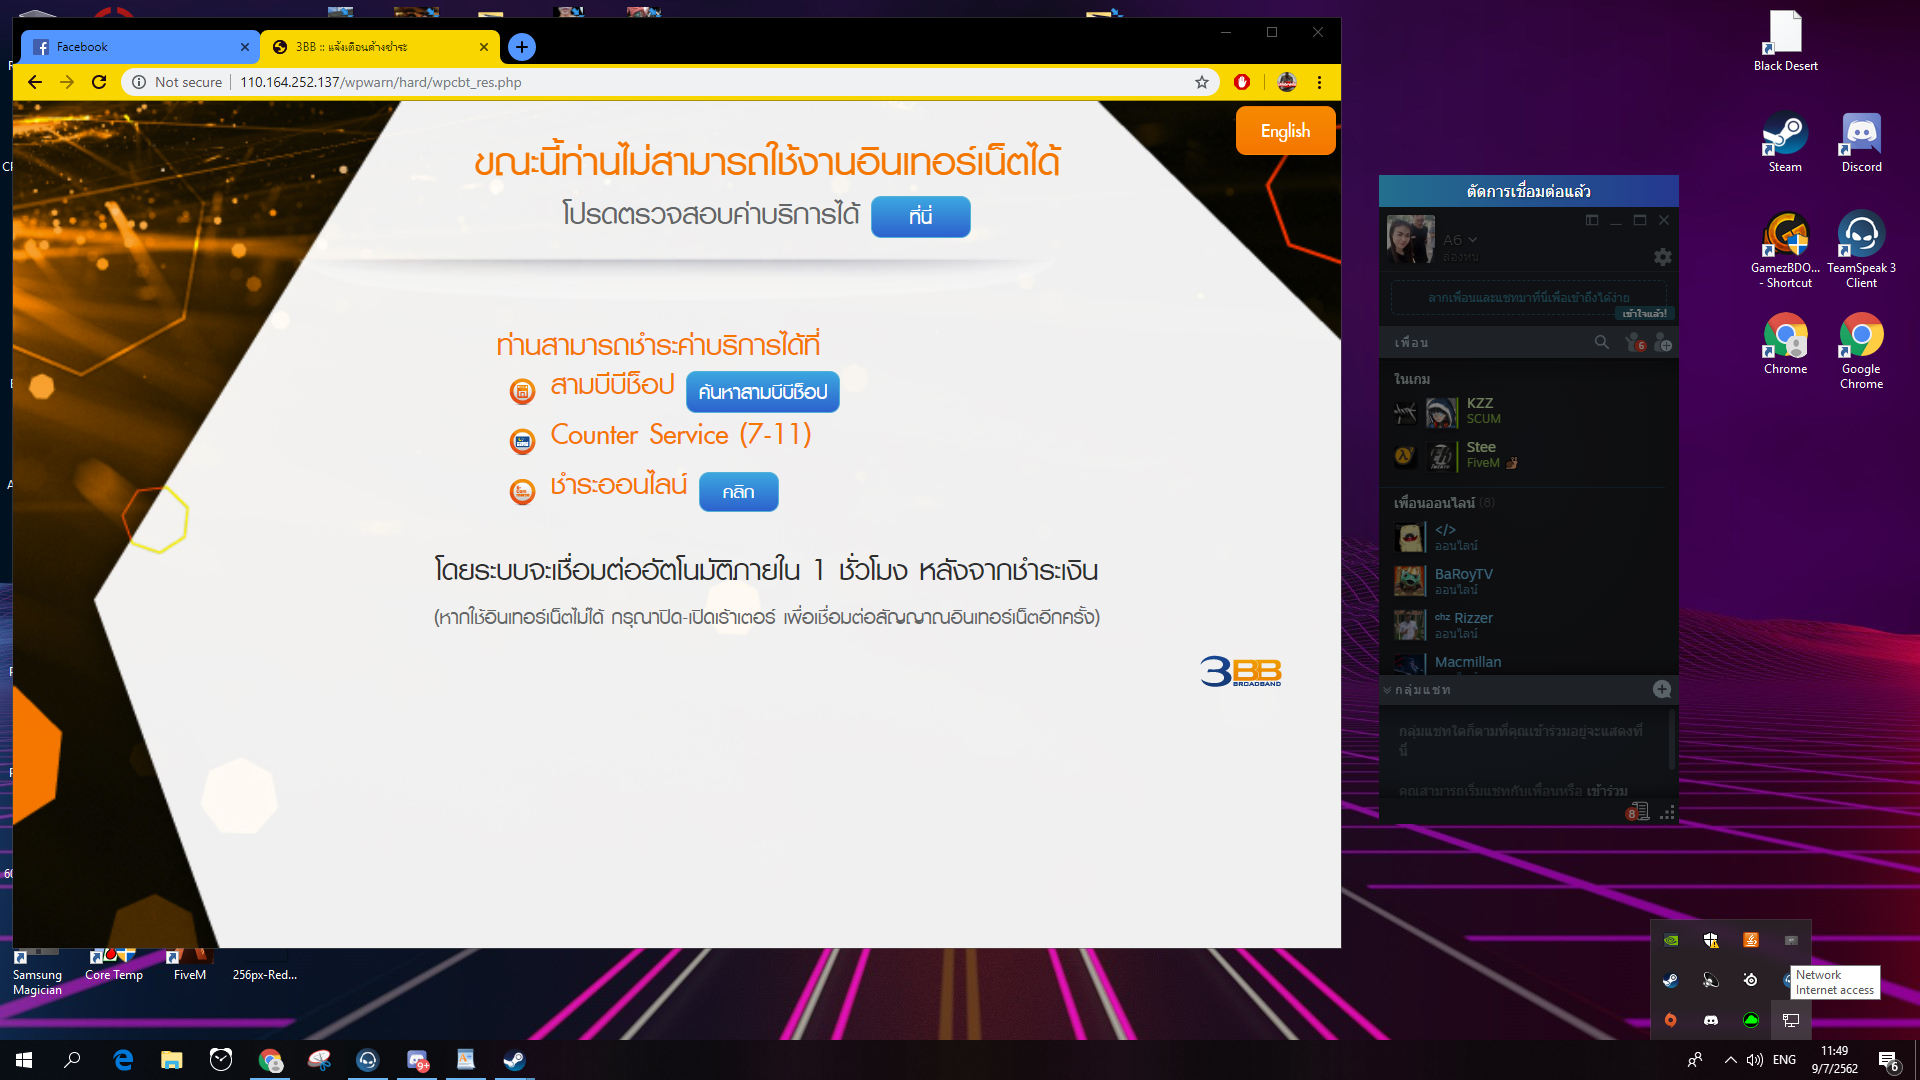 Facebook
3BB :: แจ้งเตือนค้างชำระ
Not secure
110.164.252.137/wpwarn/hard/wpcbt_res.php
English
ขณะนี้ท่านไม่สามารถใช้งานอินเทอร์เน็ตได้
โปรดตรวจสอบค่าบริการได้ ที่นี่
ท่านสามารถชำระค่าบริการได้ที่
สามบีบีช็อป ค้นหาสามบีบีช็อป
Counter Service (7-11)
ชำระออนไลน์ คลิก
โดยระบบจะเชื่อมต่ออัตโนมัติภายใน 1 ชั่วโมง หลังจากชำระเงิน
(หากใช้อินเทอร์เน็ตไม่ได้ กรุณาปิด-เปิดเร้าเตอร์ เพื่อเชื่อมต่อสัญญาณอินเทอร์เน็ตอีกครั้ง)
3BB
BROADBAND
ตัดการเชื่อมต่อแล้ว
A6
ล่องหน
ลากเพื่อนและแชทมาที่นี่เพื่อเข้าถึงได้ง่าย
เข้าใจแล้ว!
เพื่อน
6
ในเกม
KZZ
SCUM
Stee
FiveM
เพื่อนออนไลน์ (8)
</>
ออนไลน์
BaRoyTV
ออนไลน์
chz Rizzer
ออนไลน์
Macmillan
กลุ่มแชท
กลุ่มแชทใดก็ตามที่คุณเข้าร่วมอยู่จะแสดงที่
นี่
คุณสามารถเริ่มแชทกับเพื่อนหรือ เข้าร่วม
8
Black Desert
Steam
Discord
GamezBDO...
- Shortcut
TeamSpeak 3
Client
Chrome
Google
Chrome
Samsung
Magician
Core Temp
FiveM
256px-Red...
Network
Internet access
9+
ENG
11:49
9/7/2562
6